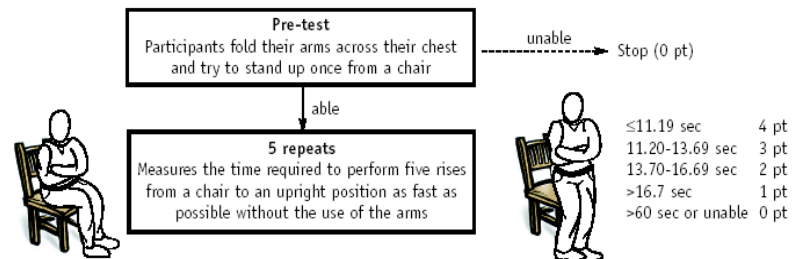 Pre-test
Participants fold their arms across their chest
and try to stand up once from a chair
unable
Stop (0 pt)
able
5 repeats
Measures the time required to perform five rises
from a chair to an upright position as fast as
possible without the use of the arms
≤11.19 sec 4 pt
11.20-13.69 sec 3 pt
13.70-16.69 sec 2 pt
>16.7 sec 1 pt
>60 sec or unable 0 pt